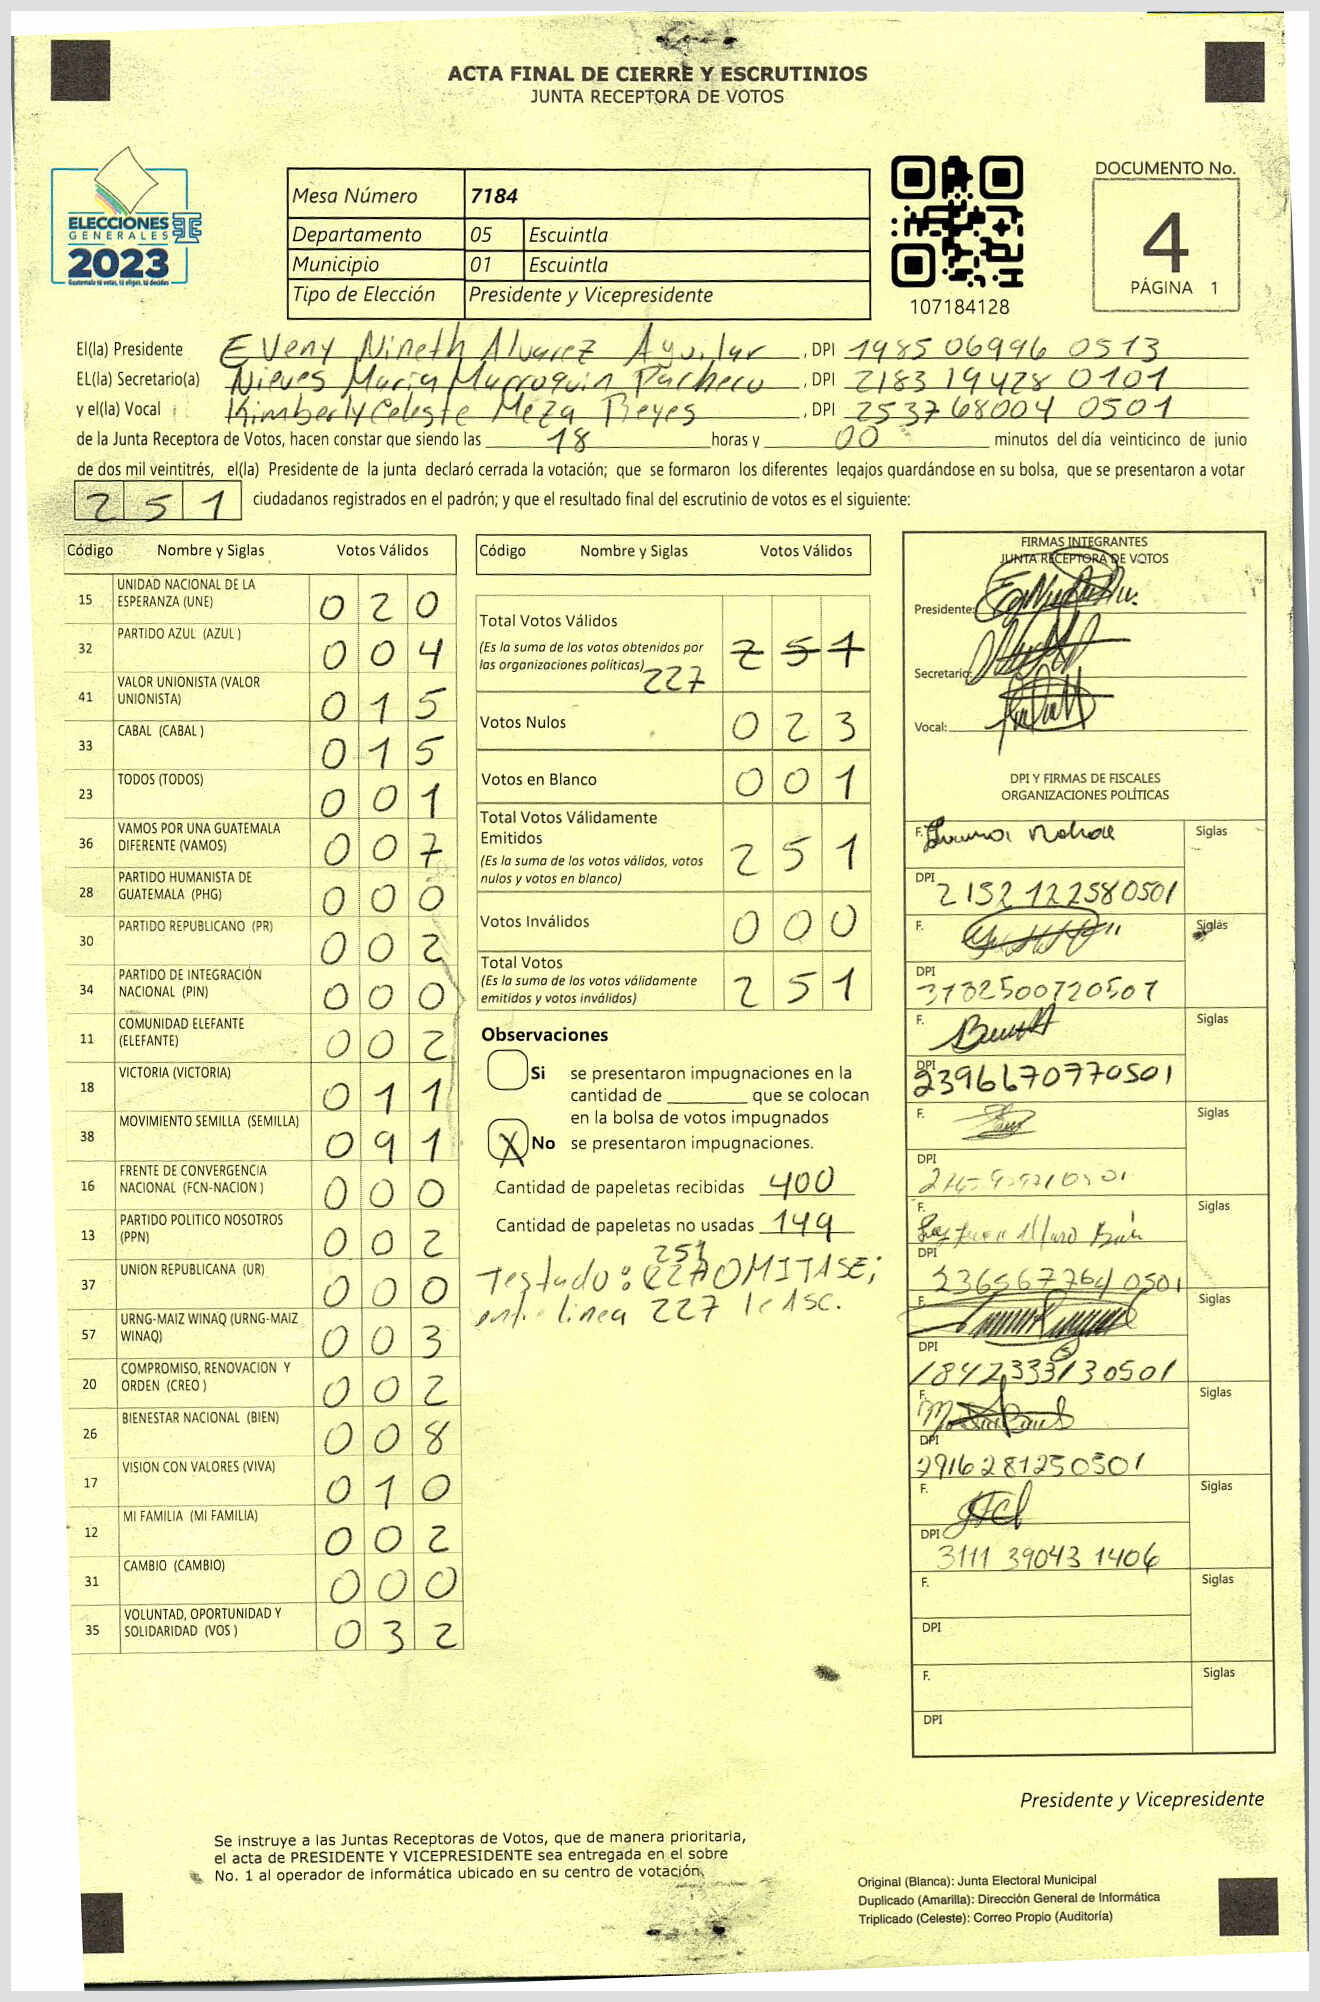 ACTA FINAL DE CIERRE Y ESCRUTINIOS
JUNTA RECEPTORA DE VOTOS
ELECCIONES
GENERALES
2023
Guatemala tú votas, tú eliges, tú decides
Mesa Número 7184
Departamento 05 Escuintla
Municipio 01 Escuintla
Tipo de Elección Presidente y Vicepresidente
107184128
DOCUMENTO No.
4
PÁGINA 1
El(la) Presidente Eveny Nineth Alvarez Aguilar, DPI 1985 06996 0513
EL(la) Secretario(a) Nieves Maria Marroquin Pacheco, DPI 2183 19428 0101
y el(la) Vocal Kimberly Celeste Meza Reyes, DPI 2537 68004 0501
de la Junta Receptora de Votos, hacen constar que siendo las 18 horas y 00 minutos del día veinticinco de junio
de dos mil veintitrés, el(la) Presidente de la junta declaró cerrada la votación; que se formaron los diferentes legajos guardándose en su bolsa, que se presentaron a votar
251 ciudadanos registrados en el padrón; y que el resultado final del escrutinio de votos es el siguiente:
Código Nombre y Siglas Votos Válidos
15 UNIDAD NACIONAL DE LA ESPERANZA (UNE) 020
32 PARTIDO AZUL (AZUL ) 004
41 VALOR UNIONISTA (VALOR UNIONISTA) 015
33 CABAL (CABAL ) 015
23 TODOS (TODOS) 001
36 VAMOS POR UNA GUATEMALA DIFERENTE (VAMOS) 007
28 PARTIDO HUMANISTA DE GUATEMALA (PHG) 000
30 PARTIDO REPUBLICANO (PR) 002
34 PARTIDO DE INTEGRACIÓN NACIONAL (PIN) 000
11 COMUNIDAD ELEFANTE (ELEFANTE) 002
18 VICTORIA (VICTORIA) 011
38 MOVIMIENTO SEMILLA (SEMILLA) 091
16 FRENTE DE CONVERGENCIA NACIONAL (FCN-NACION ) 000
13 PARTIDO POLITICO NOSOTROS (PPN) 002
37 UNION REPUBLICANA (UR) 000
57 URNG-MAIZ WINAQ (URNG-MAIZ WINAQ) 003
20 COMPROMISO, RENOVACION Y ORDEN (CREO ) 002
26 BIENESTAR NACIONAL (BIEN) 008
17 VISION CON VALORES (VIVA) 010
12 MI FAMILIA (MI FAMILIA) 002
31 CAMBIO (CAMBIO) 000
35 VOLUNTAD, OPORTUNIDAD Y SOLIDARIDAD (VOS ) 032
Código Nombre y Siglas Votos Válidos
Total Votos Válidos
(Es la suma de los votos obtenidos por
las organizaciones políticas) 251
227
Votos Nulos 023
Votos en Blanco 001
Total Votos Válidamente
Emitidos
(Es la suma de los votos válidos, votos
nulos y votos en blanco) 251
Votos Inválidos 000
Total Votos
(Es la suma de los votos válidamente
emitidos y votos inválidos) 251
Observaciones
Si se presentaron impugnaciones en la
cantidad de ________ que se colocan
en la bolsa de votos impugnados
X No se presentaron impugnaciones.
Cantidad de papeletas recibidas 400
Cantidad de papeletas no usadas 149
251
Testado: OMITASE;
entre linea 227 lease.
FIRMAS INTEGRANTES
JUNTA RECEPTORA DE VOTOS
Presidente:
Secretario:
Vocal:
DPI Y FIRMAS DE FISCALES
ORGANIZACIONES POLÍTICAS
F. Siglas
DPI 2152122580501
F. Siglas
DPI 3182500720501
F. Siglas
DPI 2396670770501
F. Siglas
DPI
F. Siglas
DPI 2365677640501
F. Siglas
DPI 1842333130501
F. Siglas
DPI 2916281250501
F. Siglas
DPI 3111 39043 1406
F. Siglas
DPI
F. Siglas
DPI
Presidente y Vicepresidente
Se instruye a las Juntas Receptoras de Votos, que de manera prioritaria,
el acta de PRESIDENTE Y VICEPRESIDENTE sea entregada en el sobre
No. 1 al operador de informática ubicado en su centro de votación.
Original (Blanca): Junta Electoral Municipal
Duplicado (Amarilla): Dirección General de Informática
Triplicado (Celeste): Correo Propio (Auditoría)